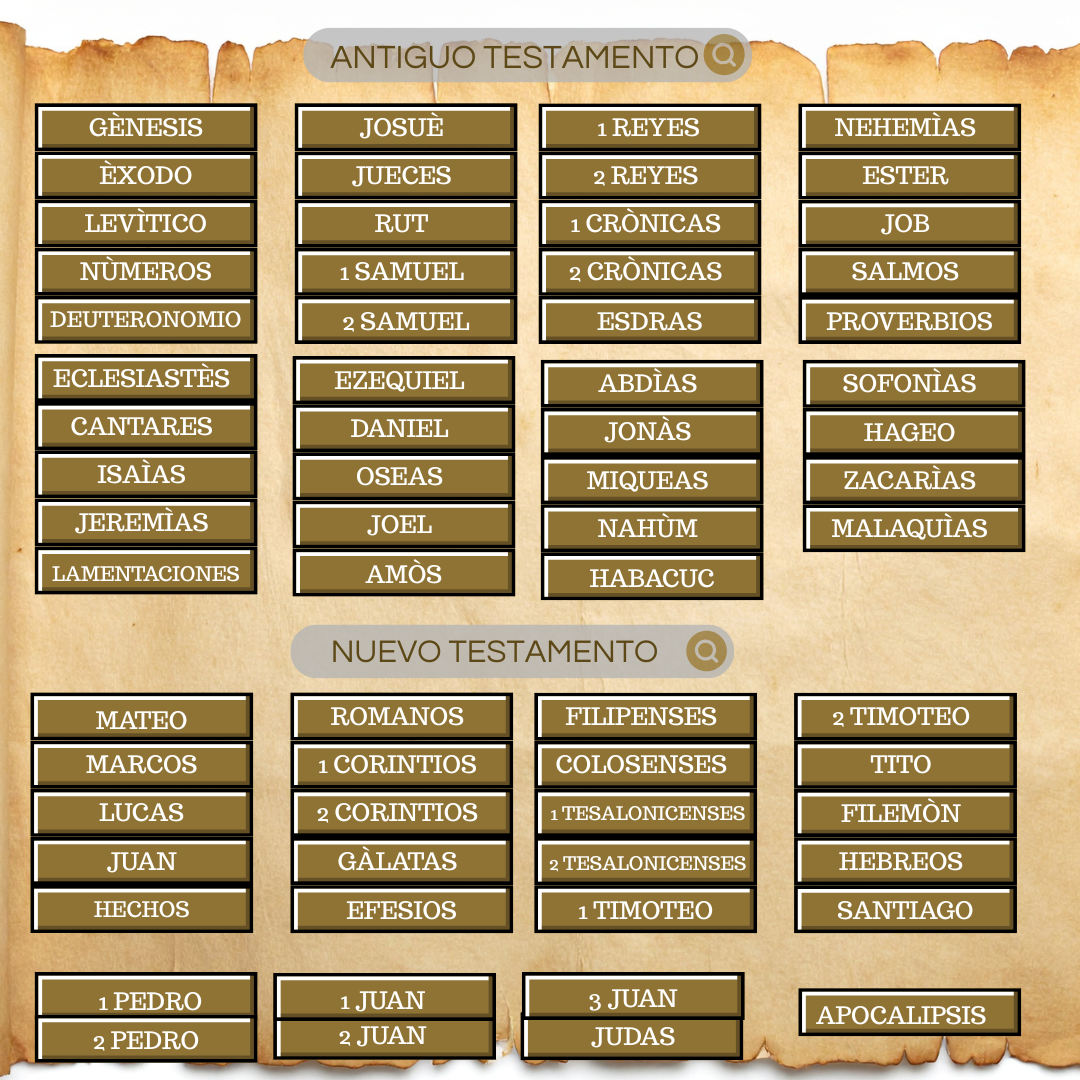 ANTIGUO TESTAMENTO
GÈNESIS
ÈXODO
LEVÌTICO
NÙMEROS
DEUTERONOMIO
JOSUÈ
JUECES
RUT
1 SAMUEL
2 SAMUEL
1 REYES
2 REYES
1 CRÒNICAS
2 CRÒNICAS
ESDRAS
NEHEMÌAS
ESTER
JOB
SALMOS
PROVERBIOS
ECLESIASTÈS
CANTARES
ISAÌAS
JEREMÌAS
LAMENTACIONES
EZEQUIEL
DANIEL
OSEAS
JOEL
AMÒS
ABDÌAS
JONÀS
MIQUEAS
NAHÙM
HABACUC
SOFONÌAS
HAGEO
ZACARÌAS
MALAQUÌAS
NUEVO TESTAMENTO
MATEO
MARCOS
LUCAS
JUAN
HECHOS
ROMANOS
1 CORINTIOS
2 CORINTIOS
GÀLATAS
EFESIOS
FILIPENSES
COLOSENSES
1 TESALONICENSES
2 TESALONICENSES
1 TIMOTEO
2 TIMOTEO
TITO
FILEMÒN
HEBREOS
SANTIAGO
1 PEDRO
2 PEDRO
1 JUAN
2 JUAN
3 JUAN
JUDAS
APOCALIPSIS